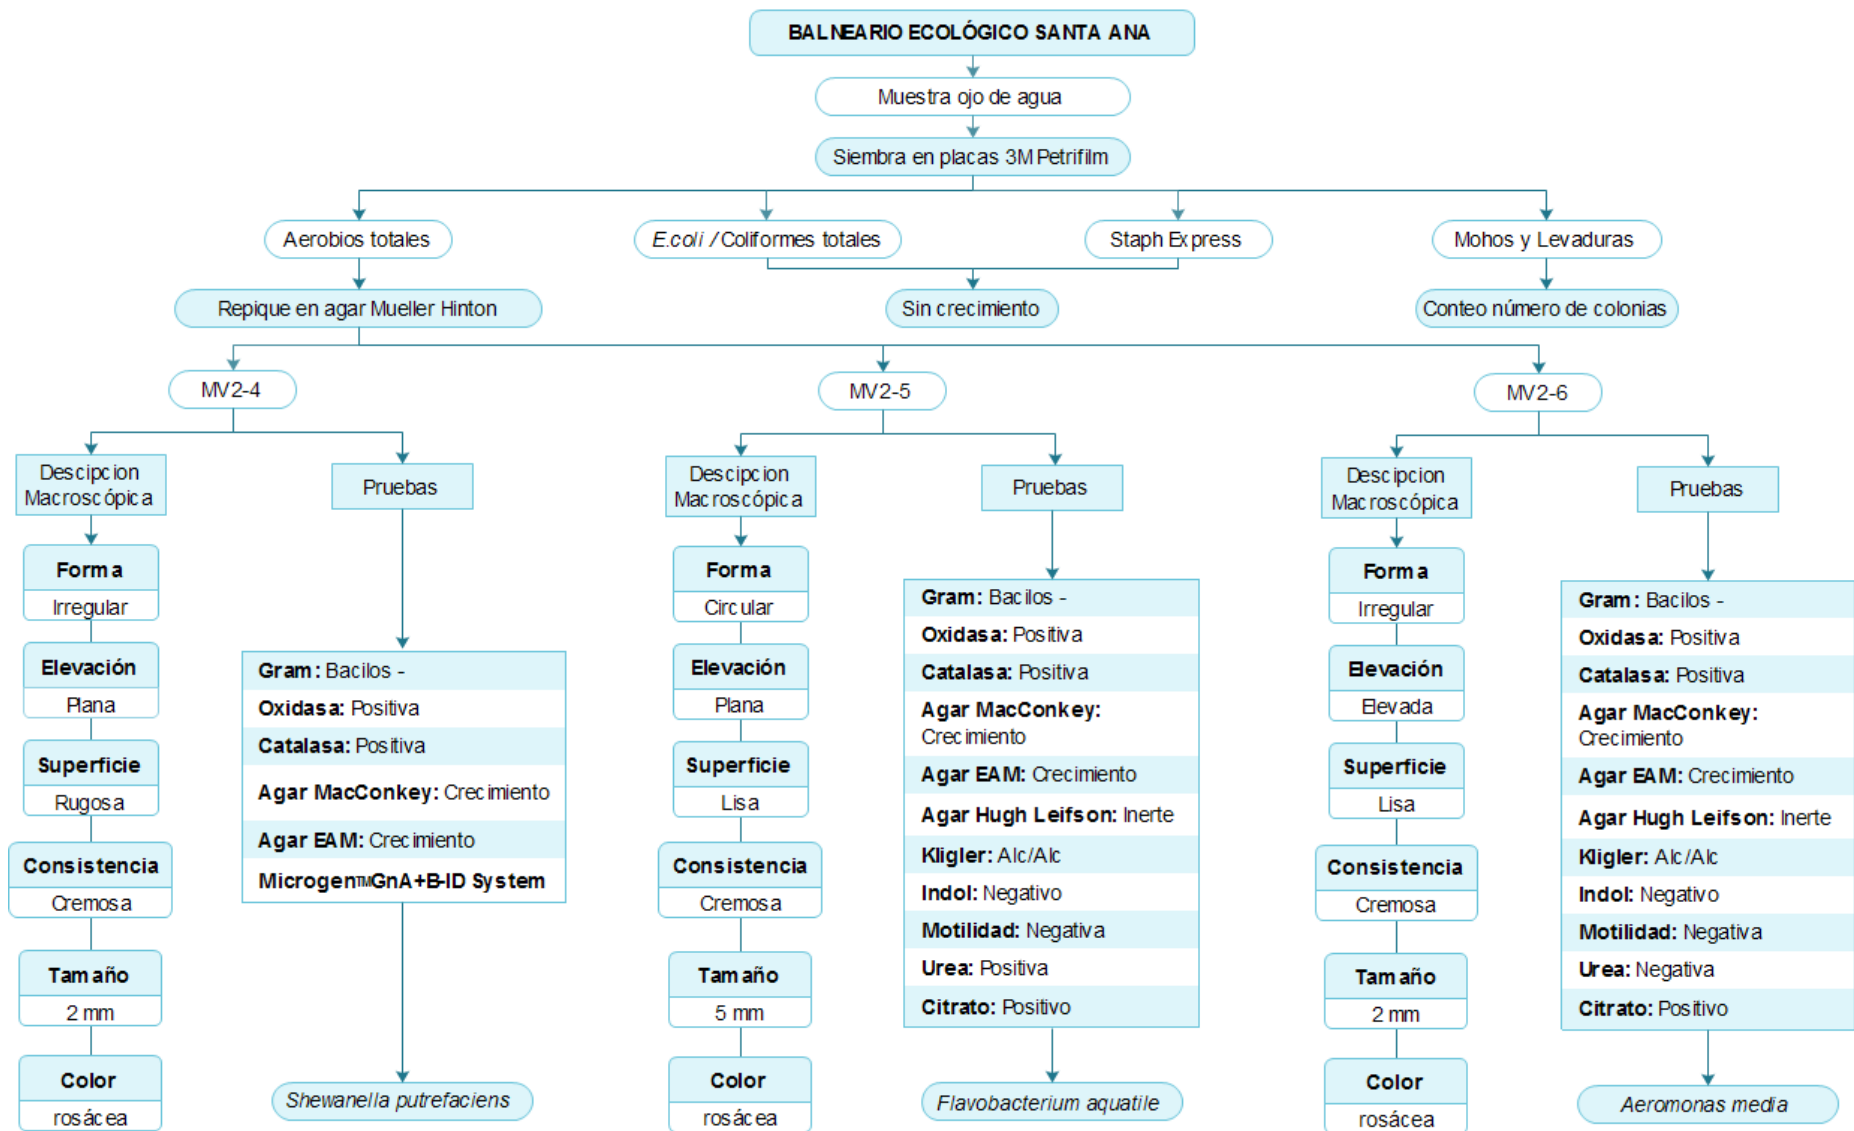 BALNEARIO ECOLÓGICO SANTA ANA
Muestra ojo de agua
Siembra en placas 3M Petrifilm
Aerobios totales
E.coli /Coliformes totales
Staph Express
Mohos y Levaduras
Repique en agar Mueller Hinton
Sin crecimiento
Conteo número de colonias
MV2-4
MV2-5
MV2-6
Descipcion
Macroscópica
Pruebas
Forma
Irregular
Elevación
Plana
Superficie
Rugosa
Consistencia
Cremosa
Tamaño
2 mm
Color
rosácea
Gram: Bacilos -
Oxidasa: Positiva
Catalasa: Positiva
Agar MacConkey: Crecimiento
Agar EAM: Crecimiento
Microgen™GnA+B-ID System
Shewanella putrefaciens
Descipcion
Macroscópica
Pruebas
Forma
Circular
Elevación
Plana
Superficie
Lisa
Consistencia
Cremosa
Tamaño
5 mm
Color
rosácea
Gram: Bacilos -
Oxidasa: Positiva
Catalasa: Positiva
Agar MacConkey:
Crecimiento
Agar EAM: Crecimiento
Agar Hugh Leifson: Inerte
Kligler: Alc/Alc
Indol: Negativo
Motilidad: Negativa
Urea: Positiva
Citrato: Positivo
Flavobacterium aquatile
Descipcion
Macroscópica
Pruebas
Forma
Irregular
Elevación
Elevada
Superficie
Lisa
Consistencia
Cremosa
Tamaño
2 mm
Color
rosácea
Gram: Bacilos -
Oxidasa: Positiva
Catalasa: Positiva
Agar MacConkey:
Crecimiento
Agar EAM: Crecimiento
Agar Hugh Leifson: Inerte
Kligler: Alc/Alc
Indol: Negativo
Motilidad: Negativa
Urea: Negativa
Citrato: Positivo
Aeromonas media